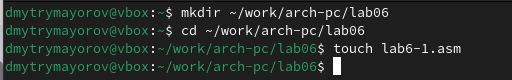 dmytrymayorov@vbox:~$ mkdir ~/work/arch-pc/lab06
dmytrymayorov@vbox:~$ cd ~/work/arch-pc/lab06
dmytrymayorov@vbox:~/work/arch-pc/lab06$ touch lab6-1.asm
dmytrymayorov@vbox:~/work/arch-pc/lab06$